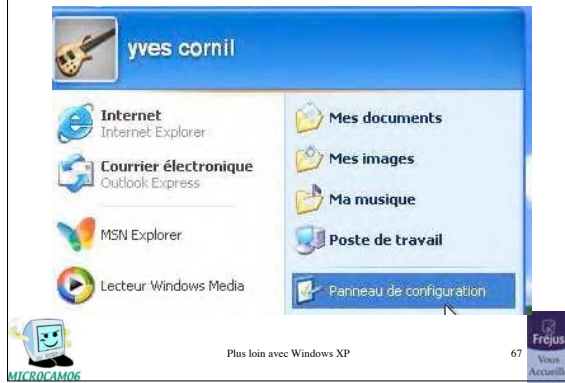 yves cornil
Internet
Internet Explorer
Courrier électronique
Outlook Express
MSN Explorer
Lecteur Windows Media
Mes documents
Mes images
Ma musique
Poste de travail
Panneau de configuration
MICROCAM06
Plus loin avec Windows XP
67
Fréjus
Vous
Accueille